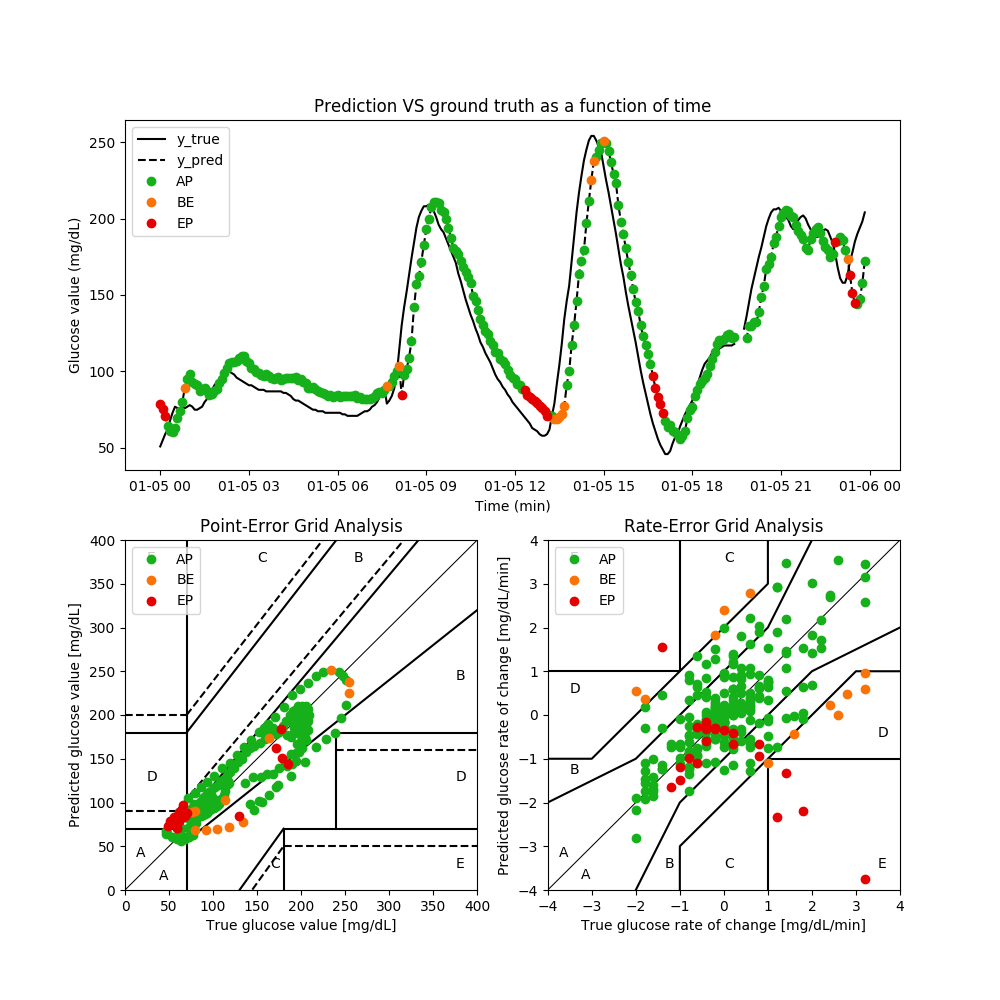 Prediction VS ground truth as a function of time
Glucose value (mg/dL)
250
200
150
100
50
y_true
y_pred
AP
BE
EP
01-05 00 01-05 03 01-05 06 01-05 09 01-05 12 01-05 15 01-05 18 01-05 21 01-06 00
Time (min)
Point-Error Grid Analysis
Predicted glucose value [mg/dL]
400
350
300
250
200
150
100
50
0
AP
BE
EP
C
B
B
D
D
A
A
C
E
0 50 100 150 200 250 300 350 400
True glucose value [mg/dL]
Rate-Error Grid Analysis
Predicted glucose rate of change [mg/dL/min]
4
3
2
1
0
−1
−2
−3
−4
AP
BE
EP
C
D
D
B
A
A
B
C
E
−4 −3 −2 −1 0 1 2 3 4
True glucose rate of change [mg/dL/min]